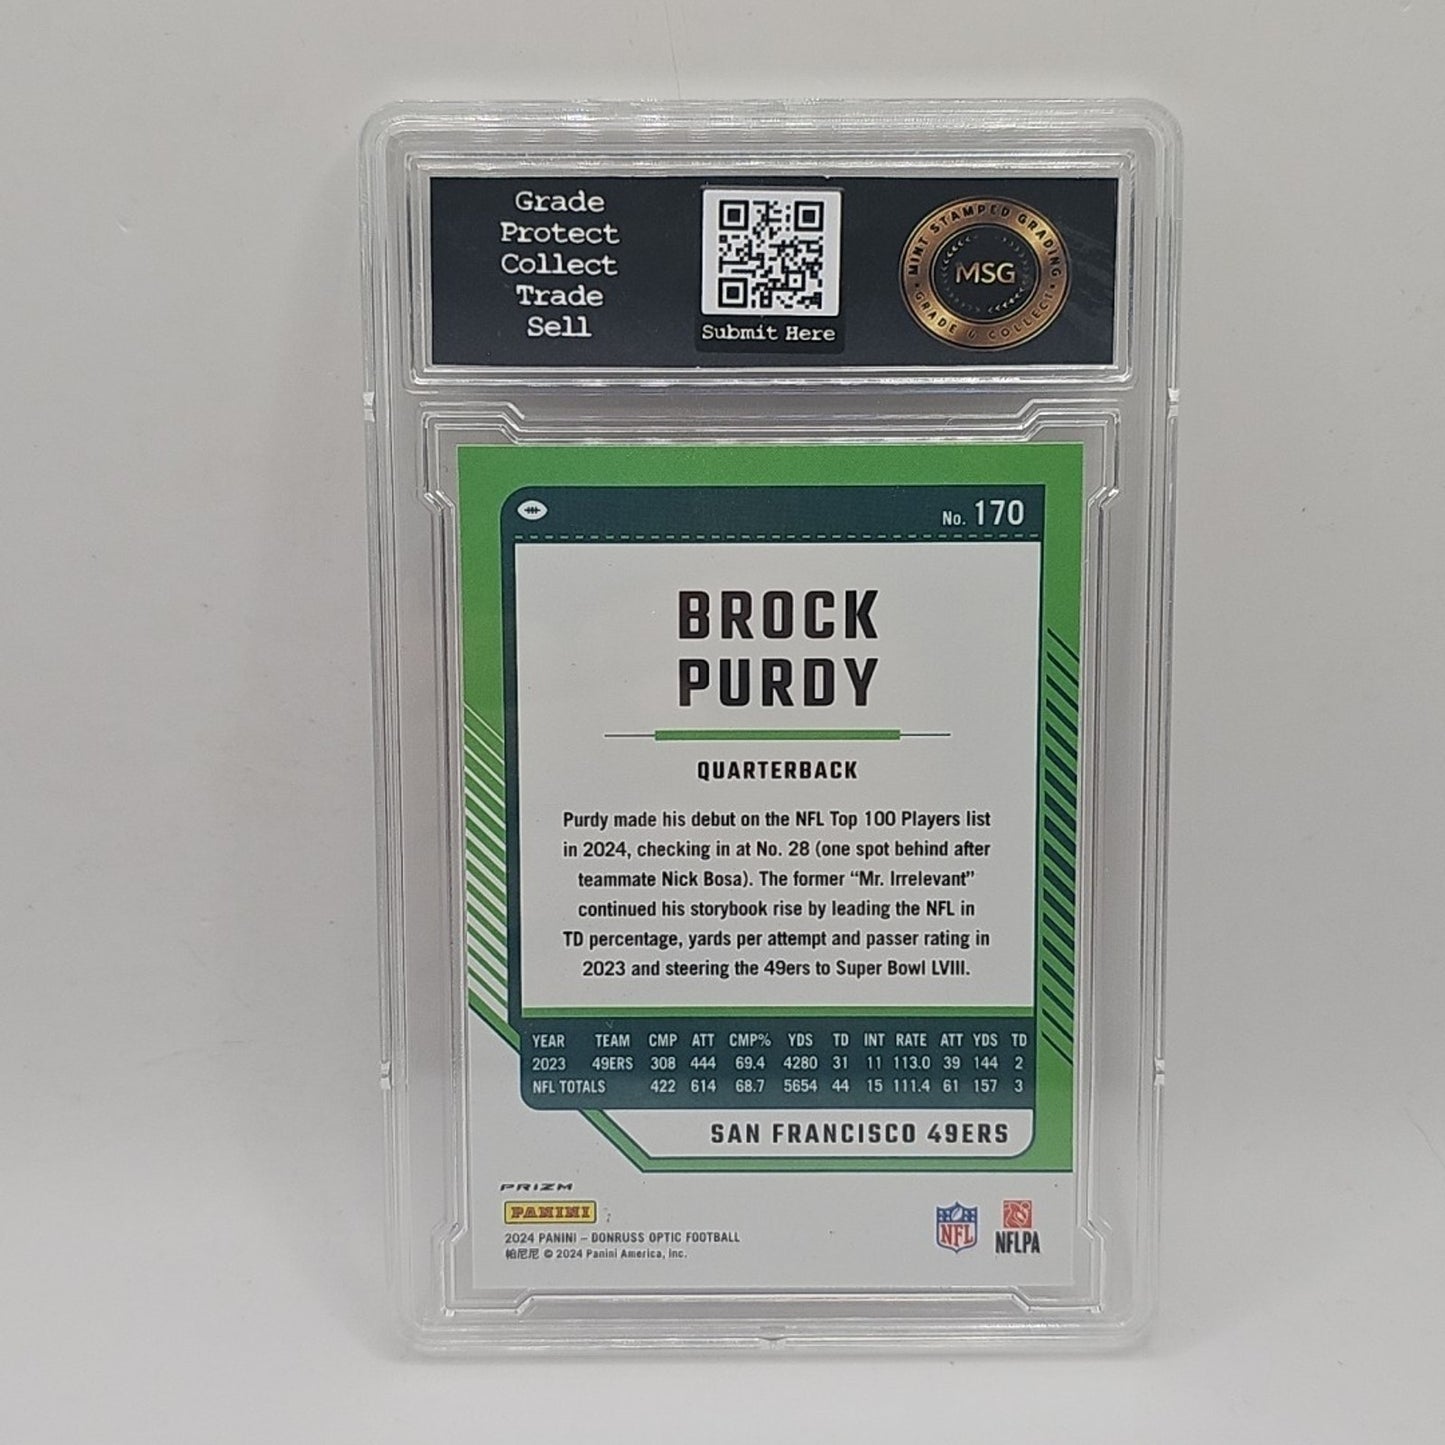 Grade
Protect
Collect
Trade
Sell
Submit Here
MINT STAMPED GRADING
MSG
GRADE & COLLECT
No. 170
BROCK
PURDY
QUARTERBACK
Purdy made his debut on the NFL Top 100 Players list
in 2024, checking in at No. 28 (one spot behind after
teammate Nick Bosa). The former “Mr. Irrelevant”
continued his storybook rise by leading the NFL in
TD percentage, yards per attempt and passer rating in
2023 and steering the 49ers to Super Bowl LVIII.
YEAR TEAM CMP ATT CMP% YDS TD INT RATE ATT YDS TD
2023 49ERS 308 444 69.4 4280 31 11 113.0 39 144 2
NFL TOTALS 422 614 68.7 5654 44 15 111.4 61 157 3
SAN FRANCISCO 49ERS
PRIZM
PANINI
2024 PANINI – DONRUSS OPTIC FOOTBALL
帕尼尼 © 2024 Panini America, Inc.
NFL
NFLPA